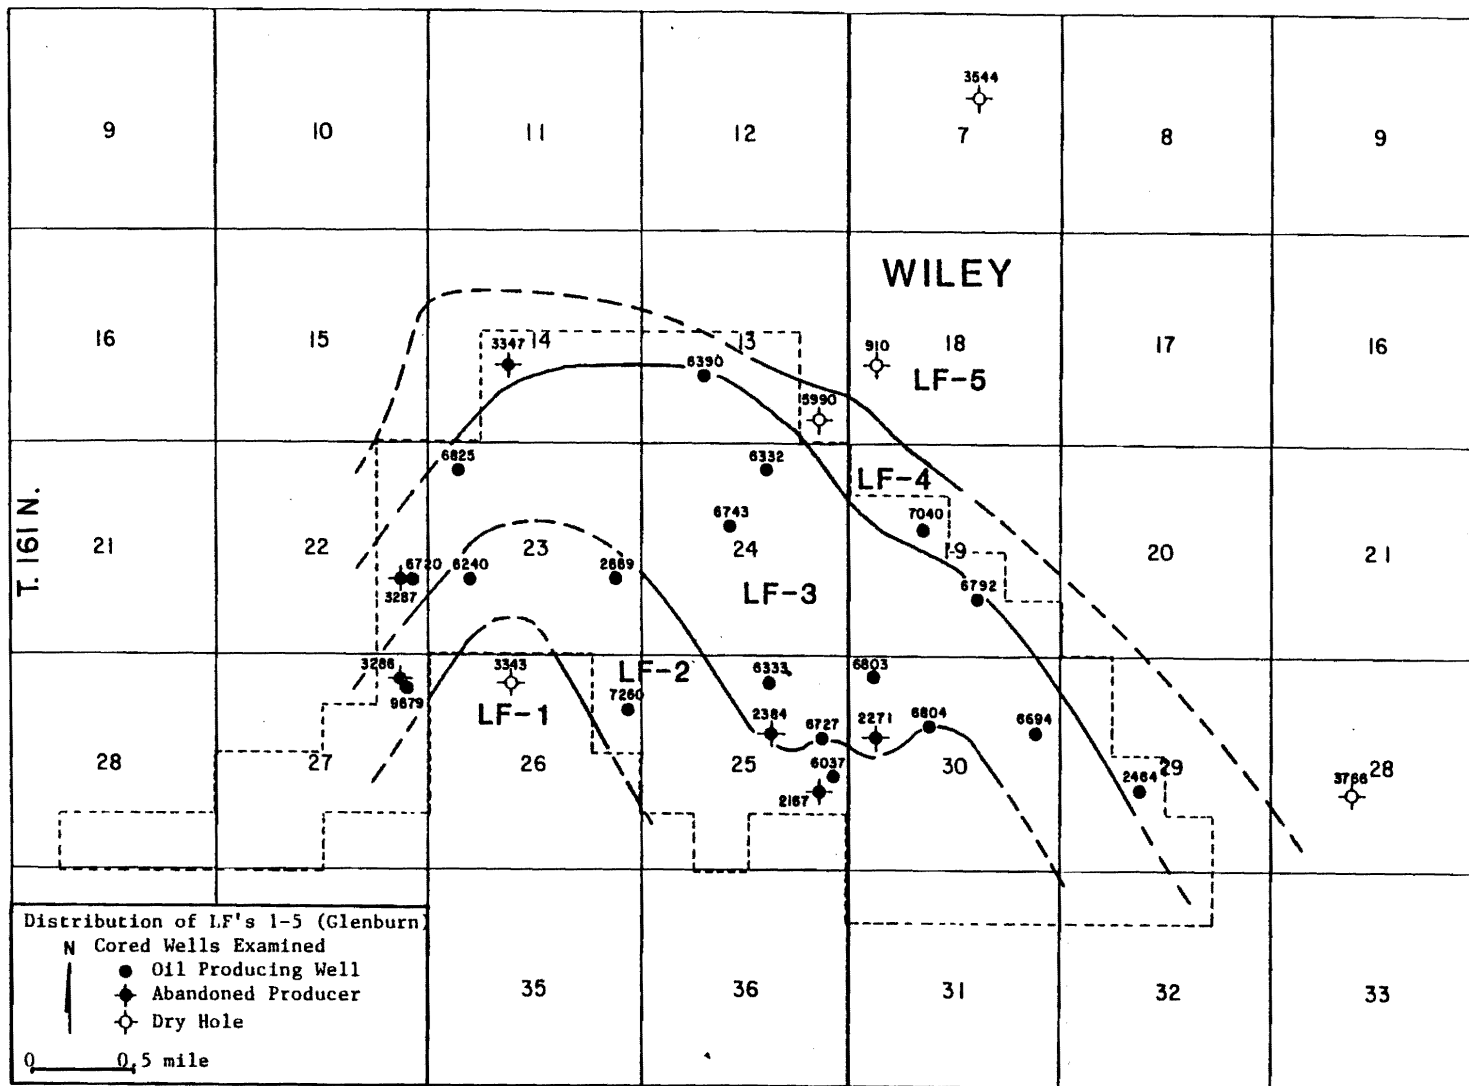 3544
9 10 11 12 7 8 9
WILEY
16 15 3347 14 13 910 18 17 16
6390 LF-5
5990
6825 6332 LF-4
T. 161 N.
6743 7040
21 22 23 24 19 20 21
6720 6240 2669
3287 LF-3 6792
3286 3343 LF-2 6333 6803
9679 LF-1 7260
2384 6727 2271 6804 6694
28 27 26 25 6037 30 29 28
2167 2464 3766
Distribution of LF's 1-5 (Glenburn)
N Cored Wells Examined
Oil Producing Well
Abandoned Producer
Dry Hole
0 0.5 mile
35 36 31 32 33